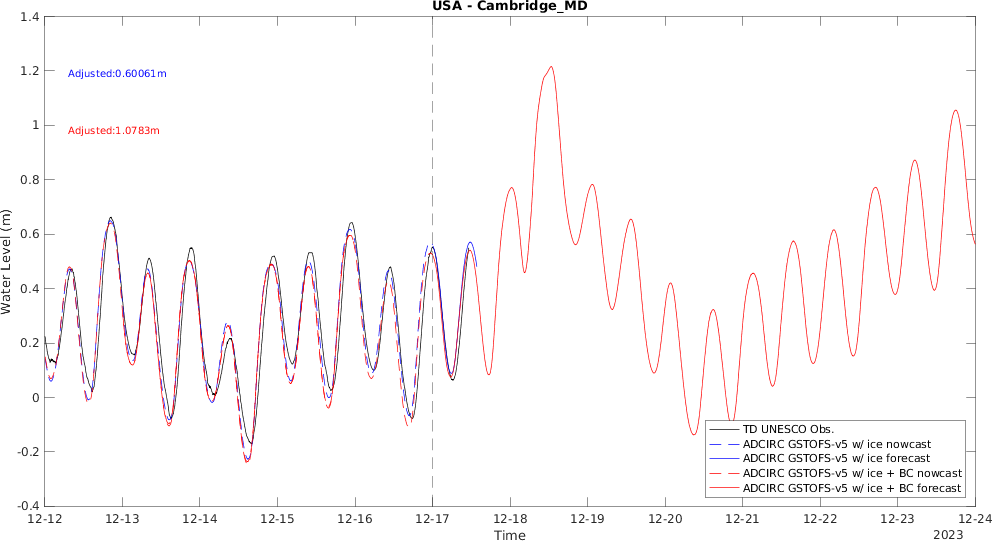 USA - Cambridge_MD
1.4
1.2
1
0.8
0.6
0.4
0.2
0
-0.2
-0.4
Water Level (m)
Adjusted:0.60061m
Adjusted:1.0783m
TD UNESCO Obs.
ADCIRC GSTOFS-v5 w/ ice nowcast
ADCIRC GSTOFS-v5 w/ ice forecast
ADCIRC GSTOFS-v5 w/ ice + BC nowcast
ADCIRC GSTOFS-v5 w/ ice + BC forecast
12-12 12-13 12-14 12-15 12-16 12-17 12-18 12-19 12-20 12-21 12-22 12-23 12-24
Time
2023